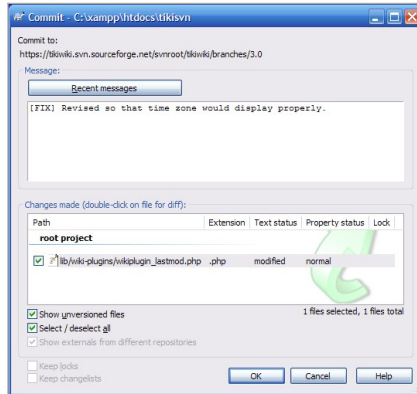 Commit - C:\xampp\htdocs\tikisvn
Commit to:
https://tikiwiki.svn.sourceforge.net/svnroot/tikiwiki/branches/3.0
Message:
Recent messages
[FIX] Revised so that time zone would display properly.
Changes made (double-click on file for diff):
Path Extension Text status Property status Lock
root project
lib/wiki-plugins/wikiplugin_lastmod.php .php modified normal
Show unversioned files 1 files selected, 1 files total
Select / deselect all
Show externals from different repositories
Keep locks
Keep changelists
OK Cancel Help